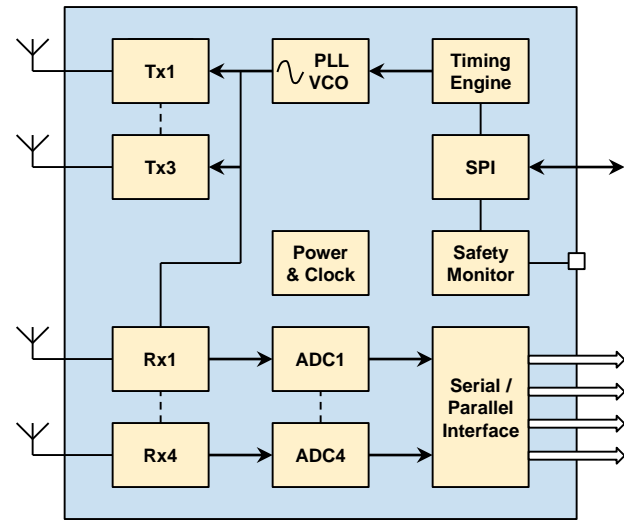 Tx1
PLL
VCO
Timing
Engine
Tx3
SPI
Power
& Clock
Safety
Monitor
Rx1
ADC1
Serial /
Parallel
Interface
Rx4
ADC4